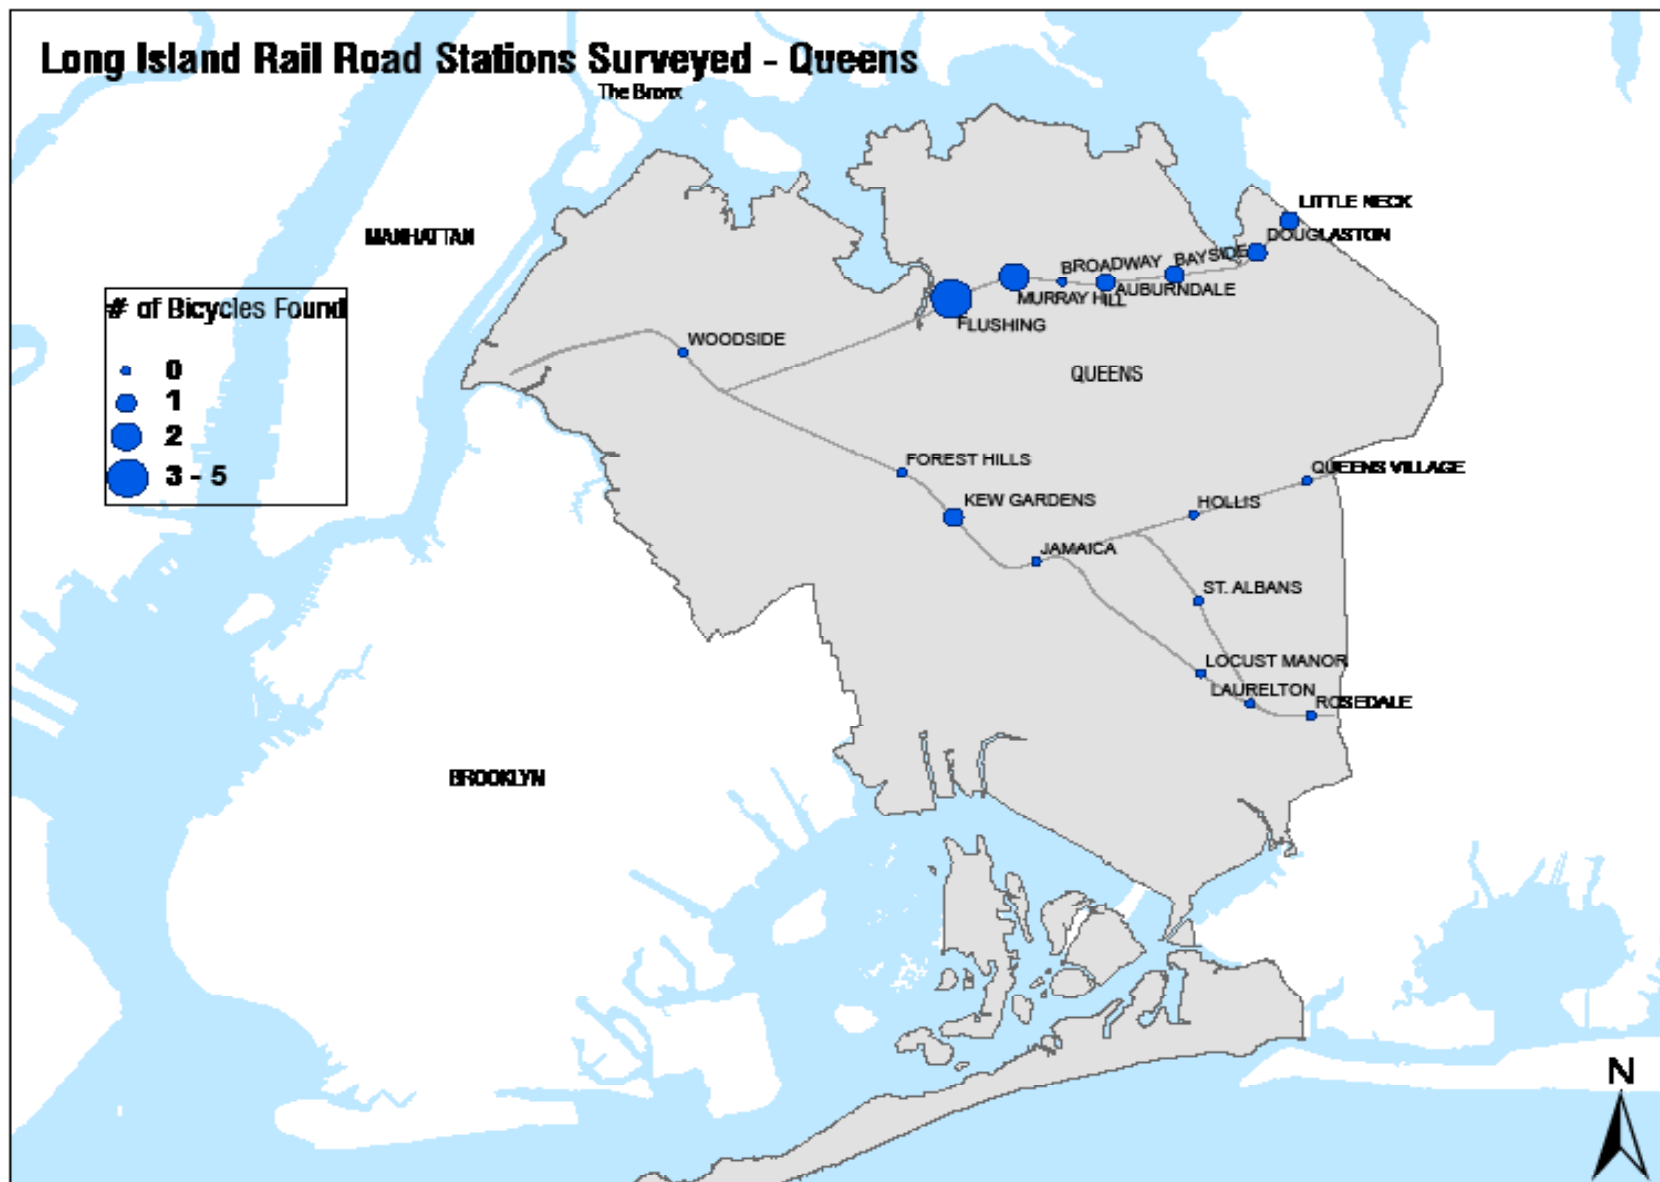 Long Island Rail Road Stations Surveyed - Queens
The Bronx
LITTLE NECK
MANHATTAN
DOUGLASTON
BAYSIDE
BROADWAY
AUBURNDALE
MURRAY HILL
# of Bicycles Found
FLUSHING
WOODSIDE
0
QUEENS
1
2
FOREST HILLS
QUEENS VILLAGE
3 - 5
KEW GARDENS
HOLLIS
JAMAICA
ST. ALBANS
LOCUST MANOR
LAURELTON
ROSEDALE
BROOKLYN
N